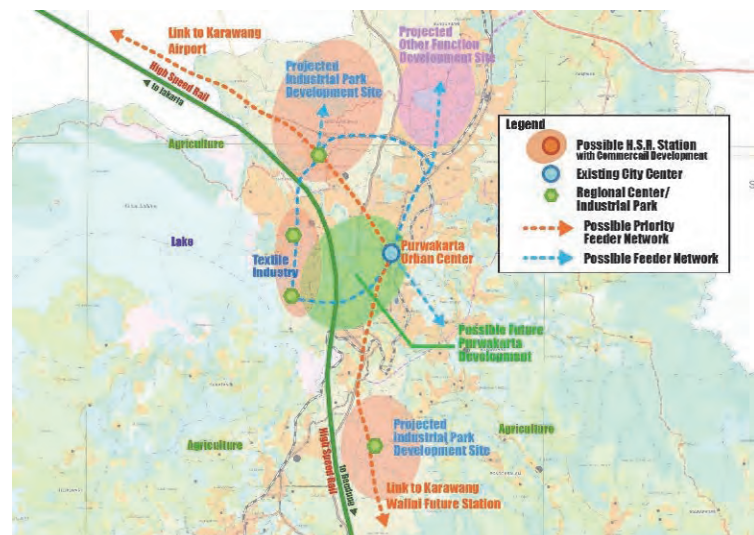 Link to Karawang
Airport
High Speed Rail
to Jakarta
Projected
Industrial Park
Development Site
Projected
Other Function
Development Site
Agriculture
Legend
Possible H.S.R. Station
with Commercail Development
Existing City Center
Regional Center/
Industrial Park
Possible Priority
Feeder Network
Possible Feeder Network
Lake
Textile
Industry
Purwakarta
Urban Center
Possible Future
Purwakarta
Development
Projected
Industrial Park
Development Site
Agriculture
Agriculture
High Speed Rail
to Bandung
Link to Karawang
Wallui Future Station